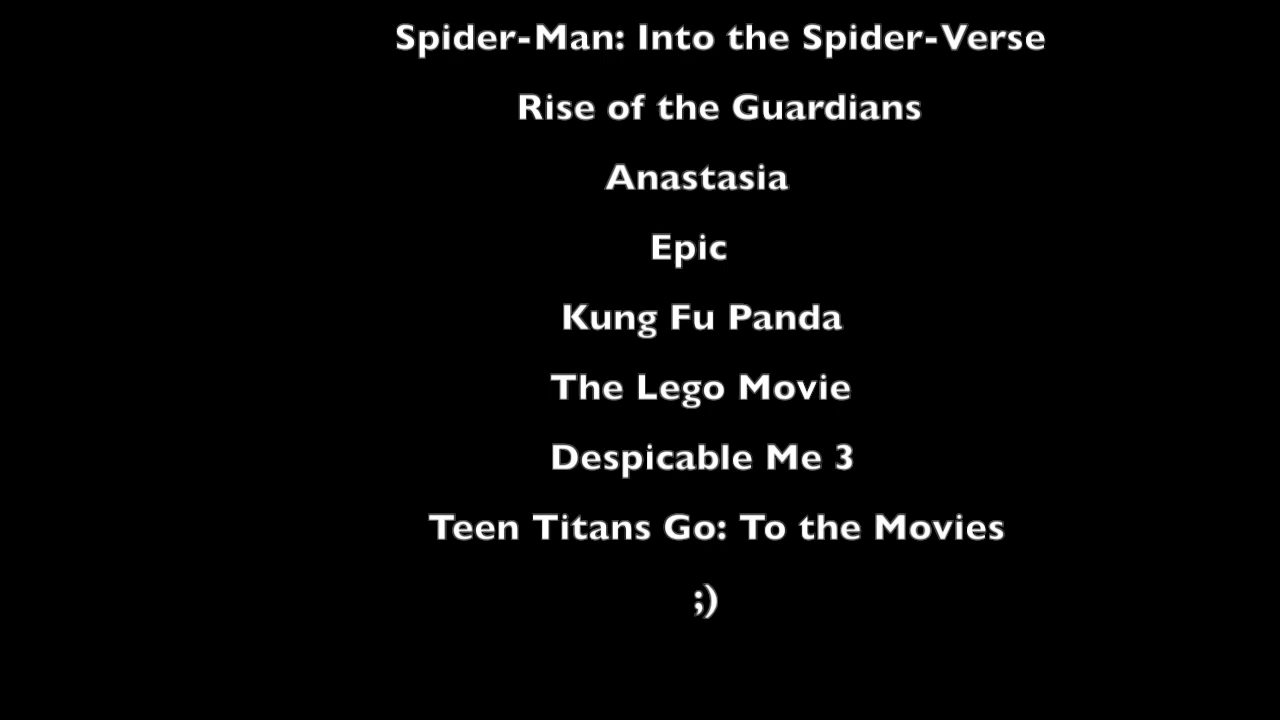 Spider-Man: Into the Spider-Verse
Rise of the Guardians
Anastasia
Epic
Kung Fu Panda
The Lego Movie
Despicable Me 3
Teen Titans Go: To the Movies
;)